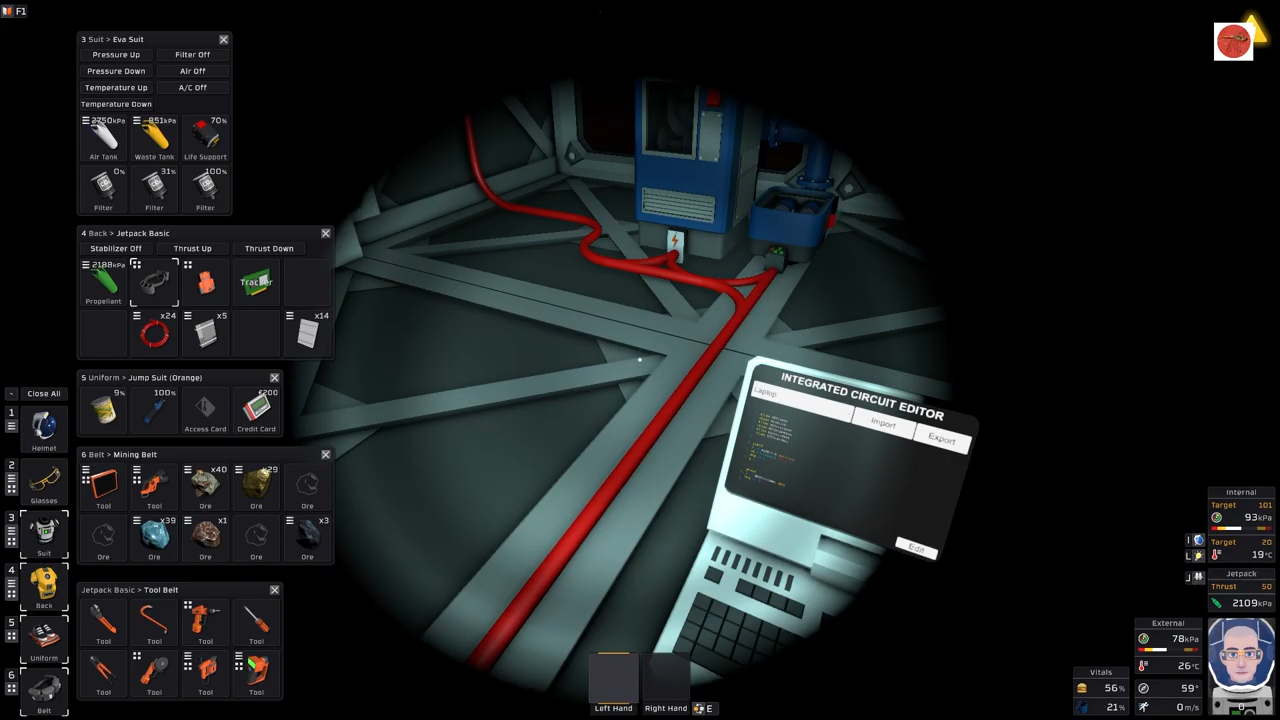 F1
3 Suit > Eva Suit
Pressure Up
Filter Off
Pressure Down
Air Off
Temperature Up
A/C Off
Temperature Down
2750kPa
851kPa
70%
Air Tank
Waste Tank
Life Support
0%
31%
100%
Filter
Filter
Filter
4 Back > Jetpack Basic
Stabilizer Off
Thrust Up
Thrust Down
2188kPa
Tracker
Propellant
x24
x5
x14
5 Uniform > Jump Suit (Orange)
9%
100%
€200
Access Card
Credit Card
6 Belt > Mining Belt
x40
x29
Tool
Tool
Ore
Ore
Ore
x39
x1
x3
Ore
Ore
Ore
Ore
Ore
Jetpack Basic > Tool Belt
Tool
Tool
Tool
Tool
Tool
Tool
Tool
Tool
- Close All
1
Helmet
2
Glasses
3
Suit
4
Back
5
Uniform
6
Belt
INTEGRATED CIRCUIT EDITOR
Laptop
Import
Export
Edit
Left Hand
Right Hand
E
Internal
Target 101
93kPa
Target 20
19°C
I
L
J
Jetpack
Thrust 50
2109kPa
External
78kPa
26°C
59°
0m/s
Vitals
56%
21%
0